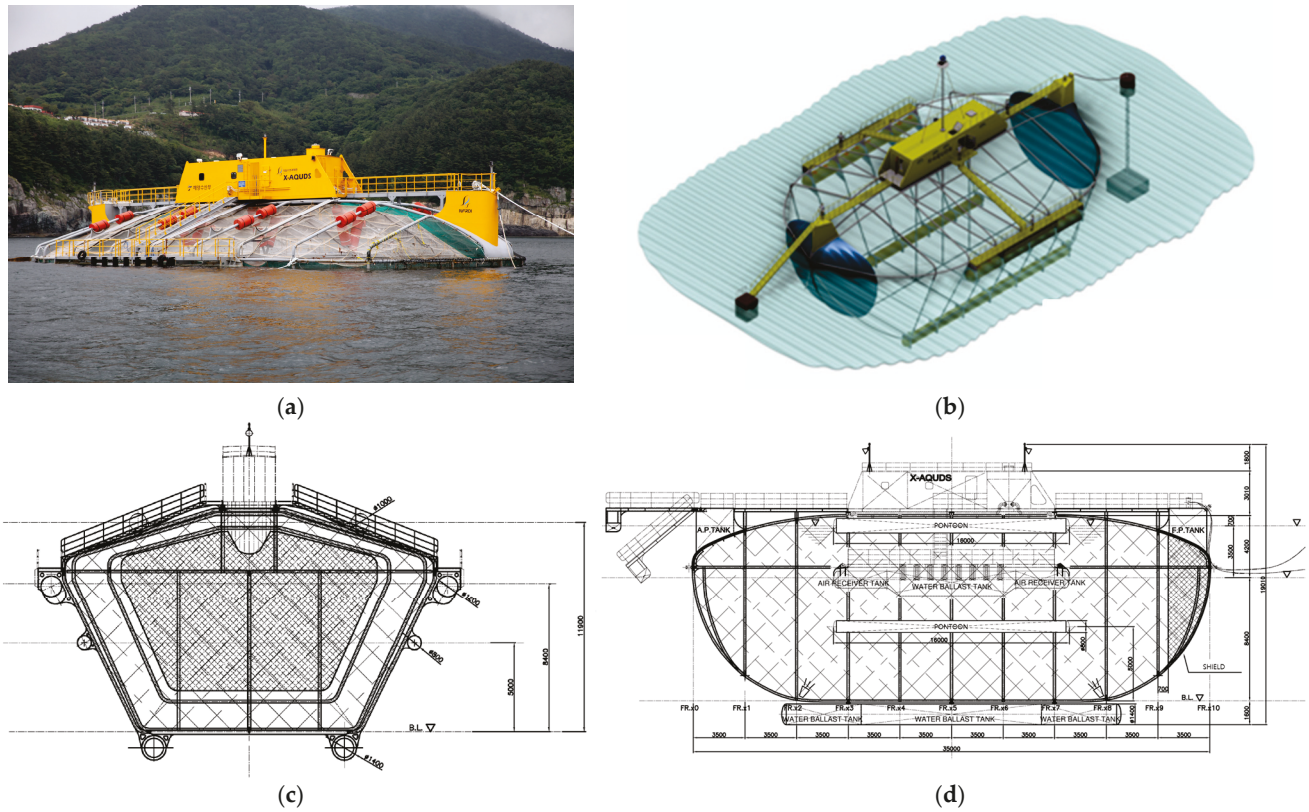 X-AQUDS
NFRDI
(a)
(b)
ø1000
ø1400
ø800
11900
8400
5000
B.L.
ø1400
(c)
X-AQUDS
1800
3010
A.P.TANK
F.P.TANK
PONTOON
16000
700
3500
4200
19010
AIR RECEIVER TANK
WATER BALLAST TANK
AIR RECEIVER TANK
PONTOON
16000
ø800
5000
8400
SHIELD
700
B.L.
FR.x0 FR.x1 FR.x2 FR.x3 FR.x4 FR.x5 FR.x6 FR.x7 FR.x8 FR.x9 FR.x10
WATER BALLAST TANK WATER BALLAST TANK WATER BALLAST TANK
ø1400
1600
3500 3500 3500 3500 3500 3500 3500 3500 3500 3500
35000
(d)